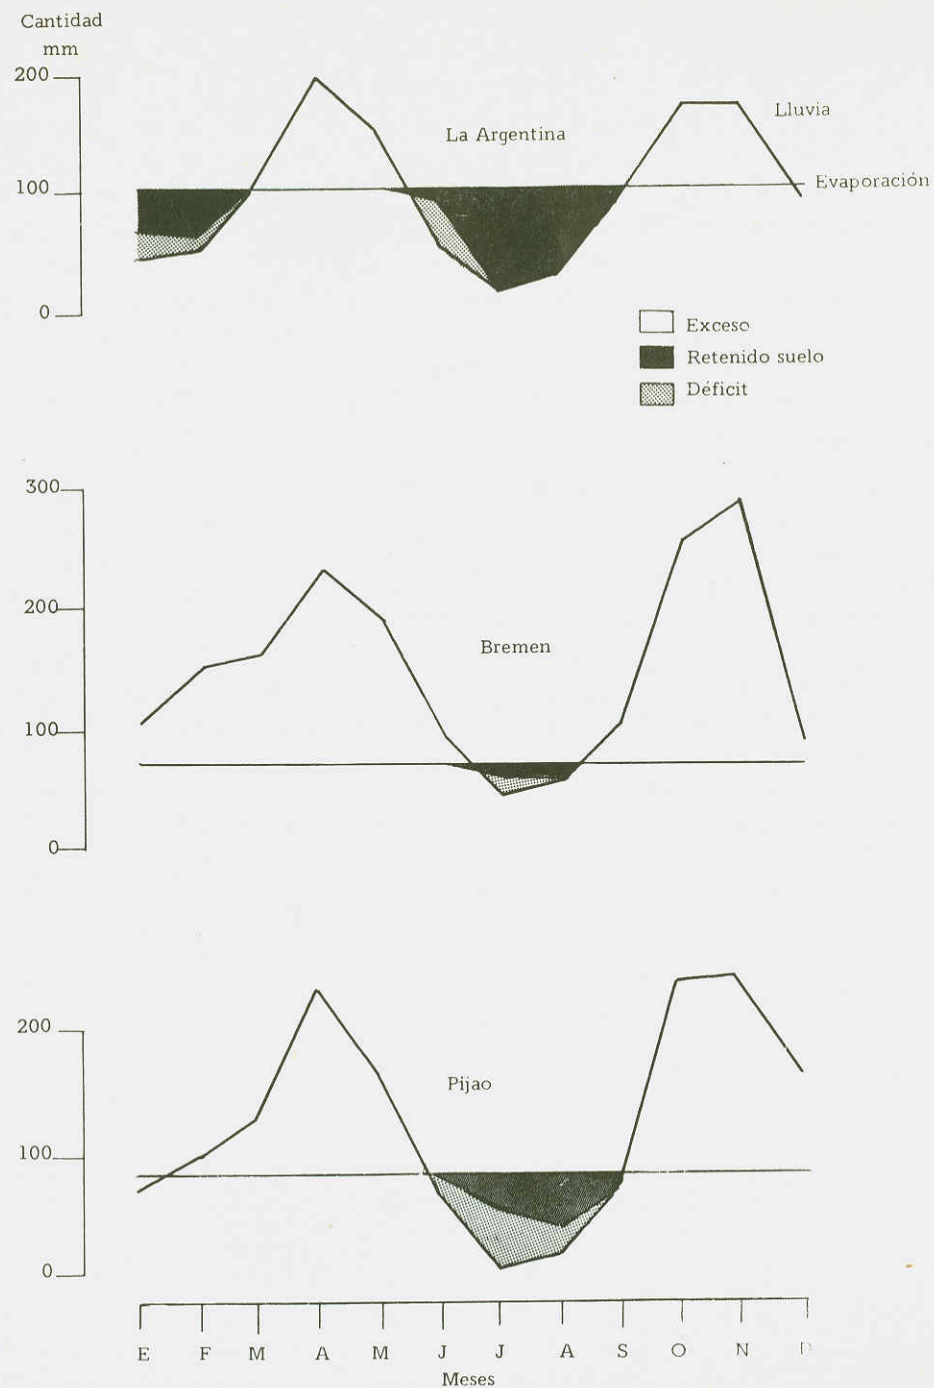 Cantidad
mm
200
La Argentina
Lluvia
100
Evaporación
0
Exceso
Retenido suelo
Déficit
300
200
Bremen
100
0
200
Pijao
100
0
E F M A M J J A S O N
Meses